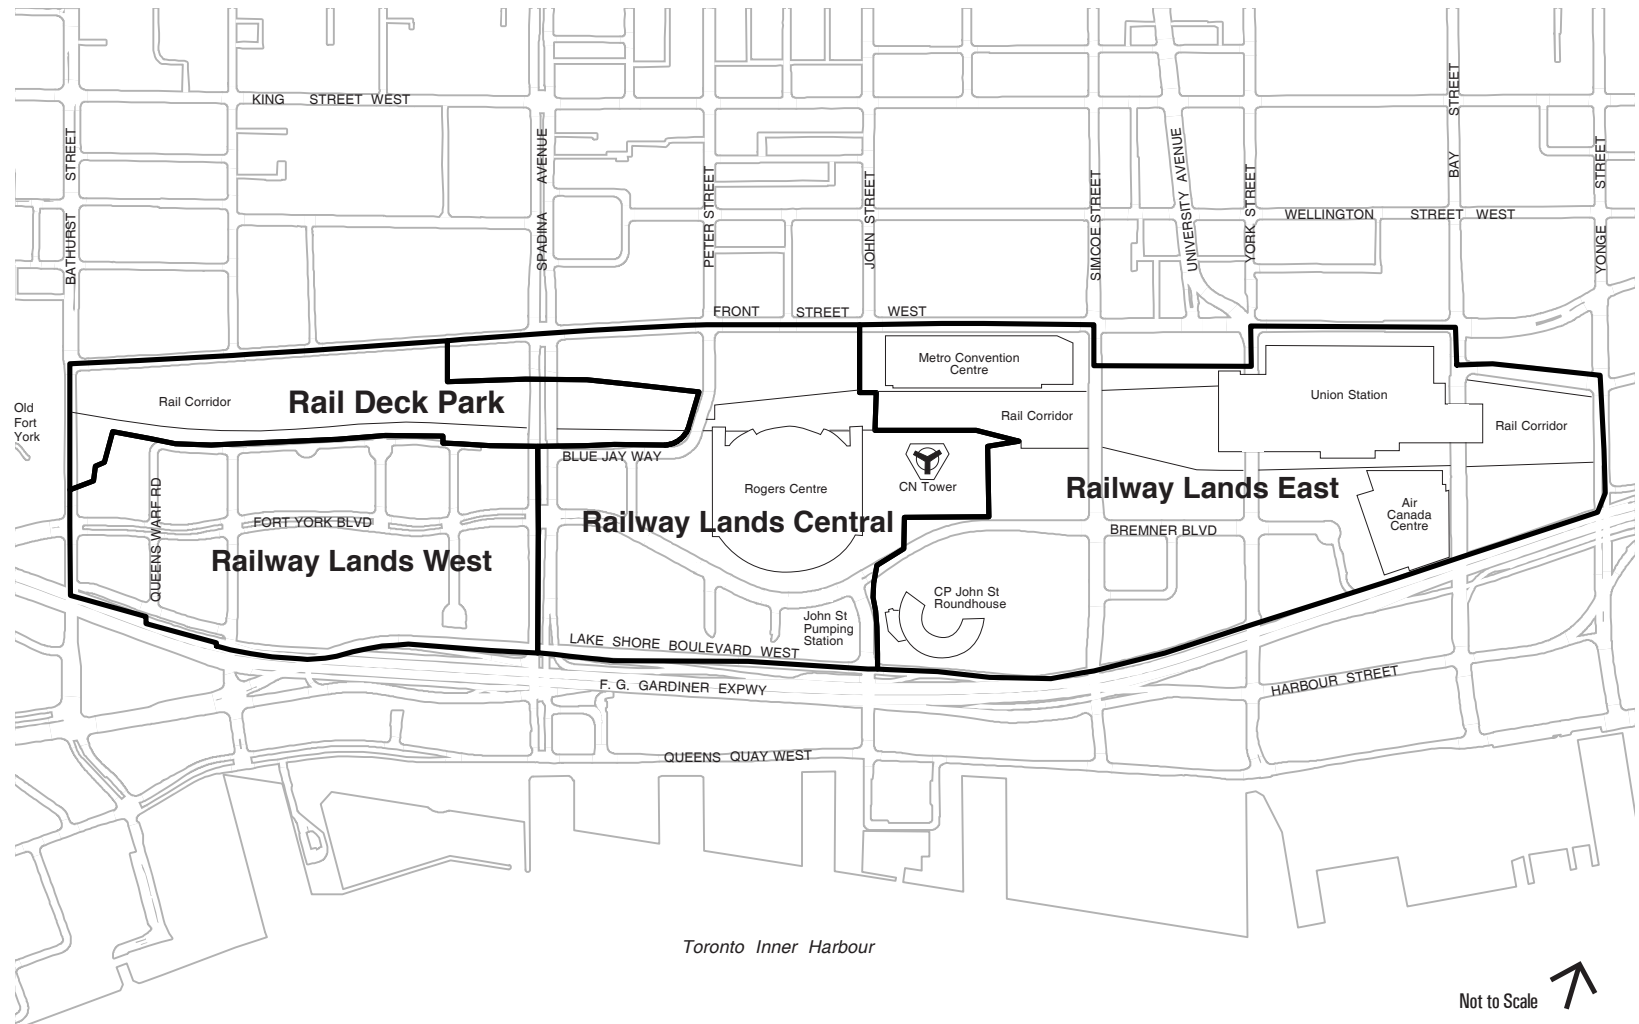 KING STREET WEST
BATHURST STREET
SPADINA AVENUE
PETER STREET
JOHN STREET
SIMCOE STREET
UNIVERSITY AVENUE
YORK STREET
BAY STREET
YONGE STREET
WELLINGTON STREET WEST
FRONT STREET WEST
Metro Convention
Centre
Union Station
Old
Fort
York
Rail Corridor
Rail Deck Park
Rail Corridor
Rail Corridor
BLUE JAY WAY
CN Tower
Rogers Centre
Railway Lands East
QUEENS WARF RD
FORT YORK BLVD
Railway Lands Central
BREMNER BLVD
Air
Canada
Centre
Railway Lands West
CP John St
Roundhouse
John St
Pumping
Station
LAKE SHORE BOULEVARD WEST
F. G. GARDINER EXPWY
HARBOUR STREET
QUEENS QUAY WEST
Toronto Inner Harbour
Not to Scale